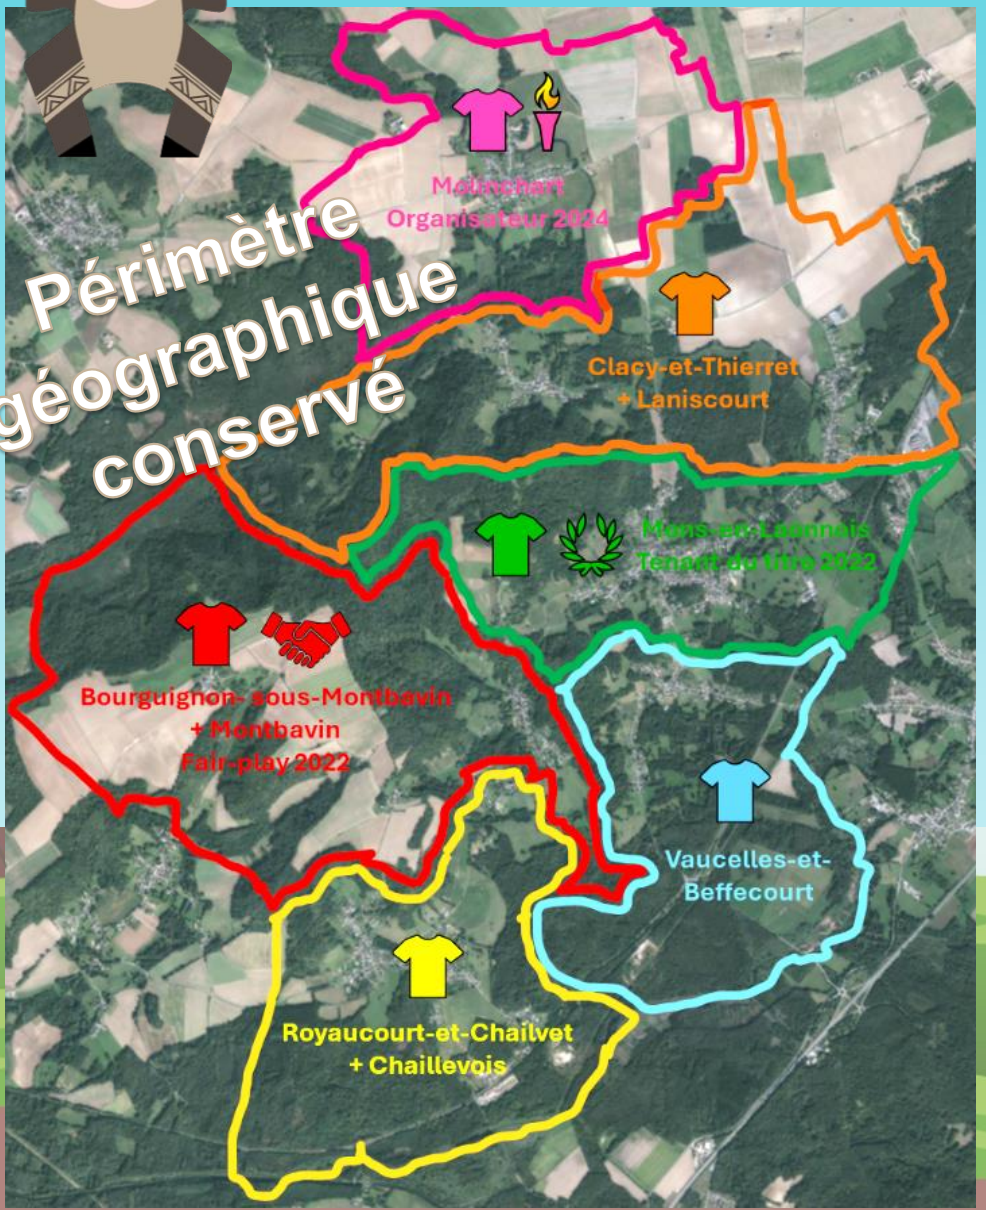 Molinchart
Organisateur 2024
Périmètre
géographique
conservé
Clacy-et-Thierret
+ Laniscourt
Mons-en-Laonnois
Tenant du titre 2022
Bourguignon- sous-Montbavin
+ Montbavin
Fair-play 2022
Vaucelles-et-
Beffecourt
Royaucourt-et-Chailvet
+ Chaillevois